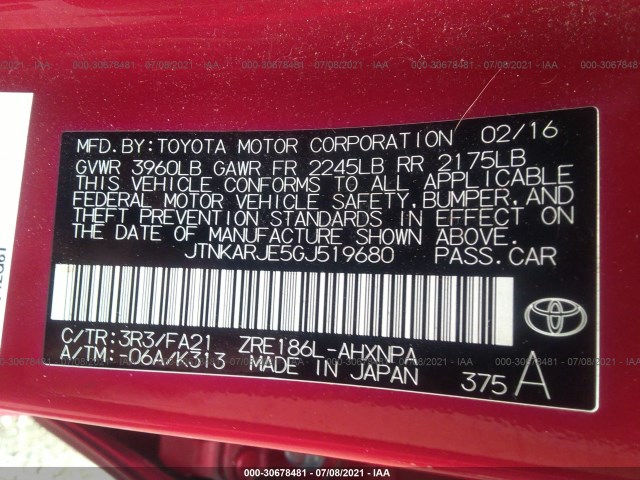 000-30678481 - 07/08/2021 - IAA
MFD.BY:TOYOTA MOTOR CORPORATION 02/16
GVWR 3960LB GAWR FR 2245LB RR 2175LB
THIS VEHICLE CONFORMS TO ALL APPLICABLE
FEDERAL MOTOR VEHICLE SAFETY,BUMPER,AND
THEFT PREVENTION STANDARDS IN EFFECT ON
THE DATE OF MANUFACTURE SHOWN ABOVE.
JTNKARJE5GJ519680 PASS.CAR
C/TR:3R3/FA21 ZRE186L-AHXNPA
A/TM:-06A/K313 MADE IN JAPAN
375A
000-30678481 - 07/08/2021 - IAA